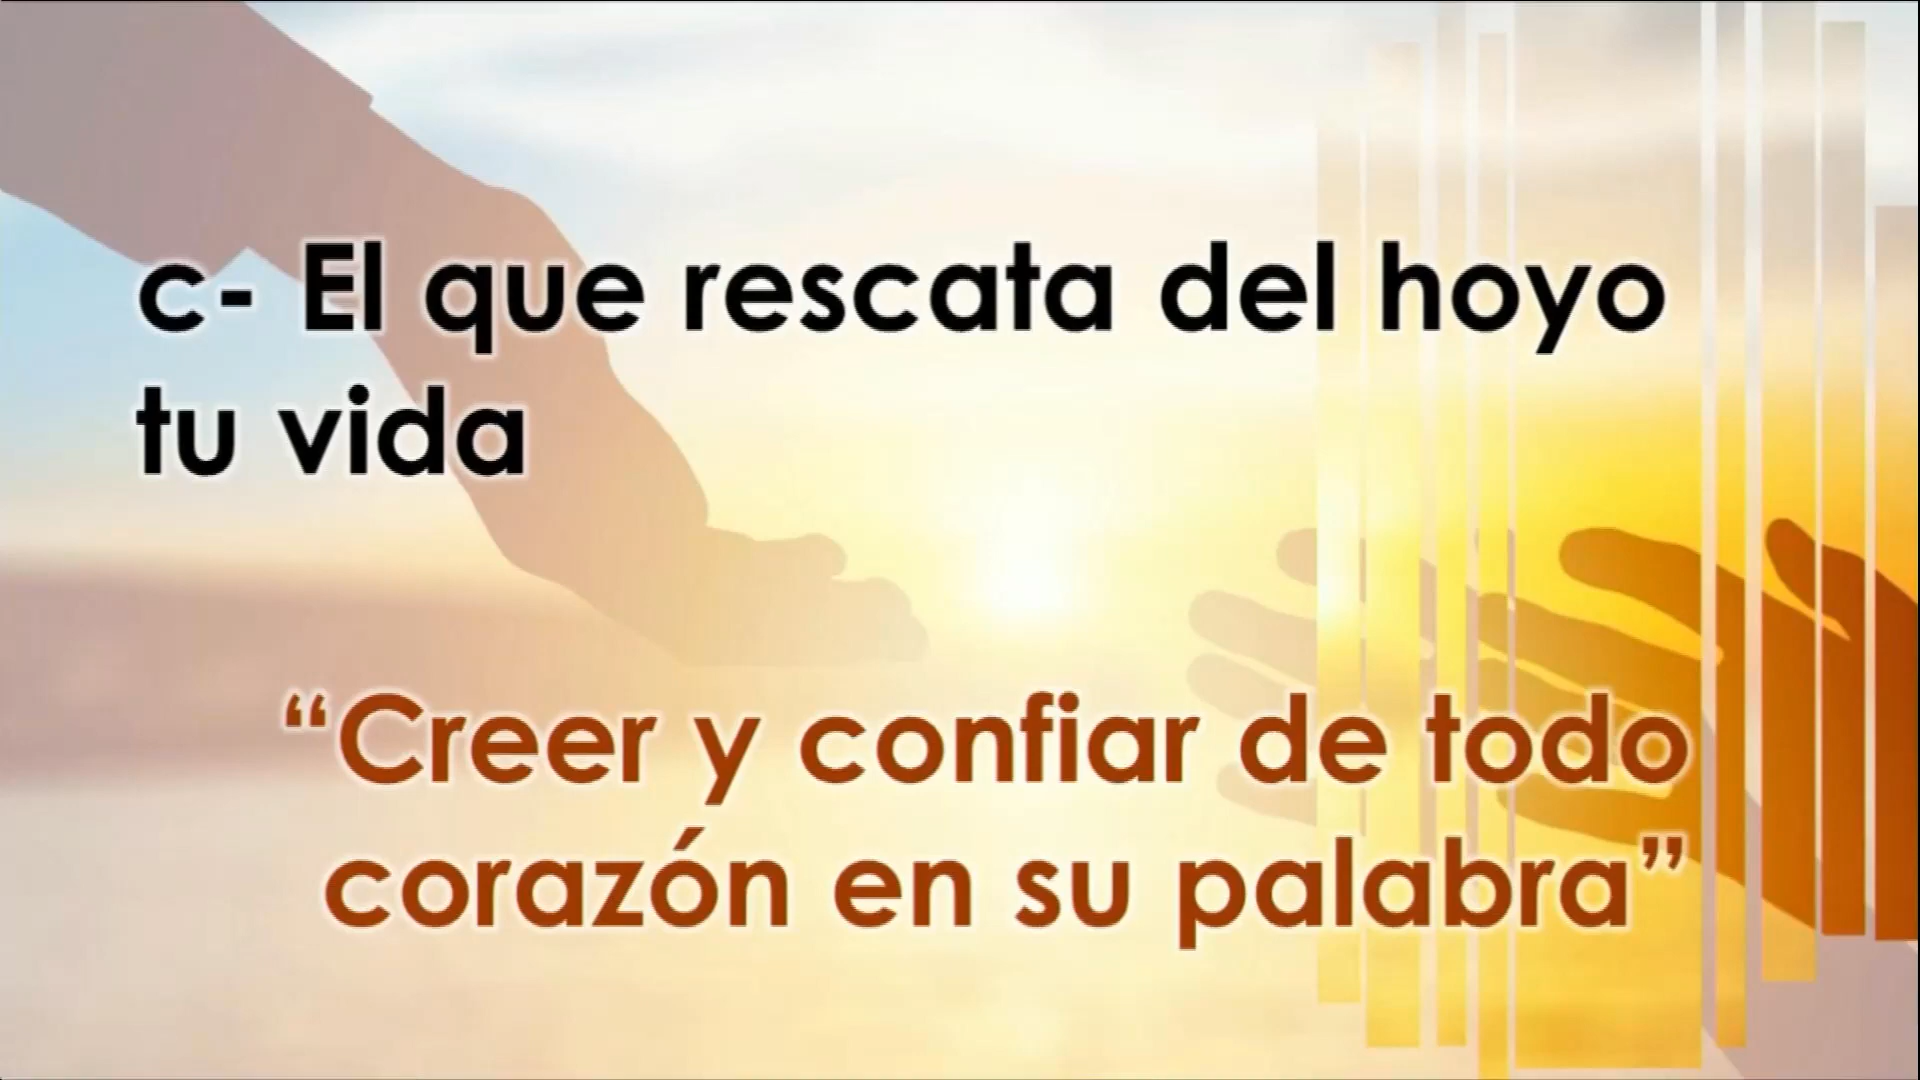 c- El que rescata del hoyo
tu vida
“Creer y confiar de todo
corazón en su palabra”